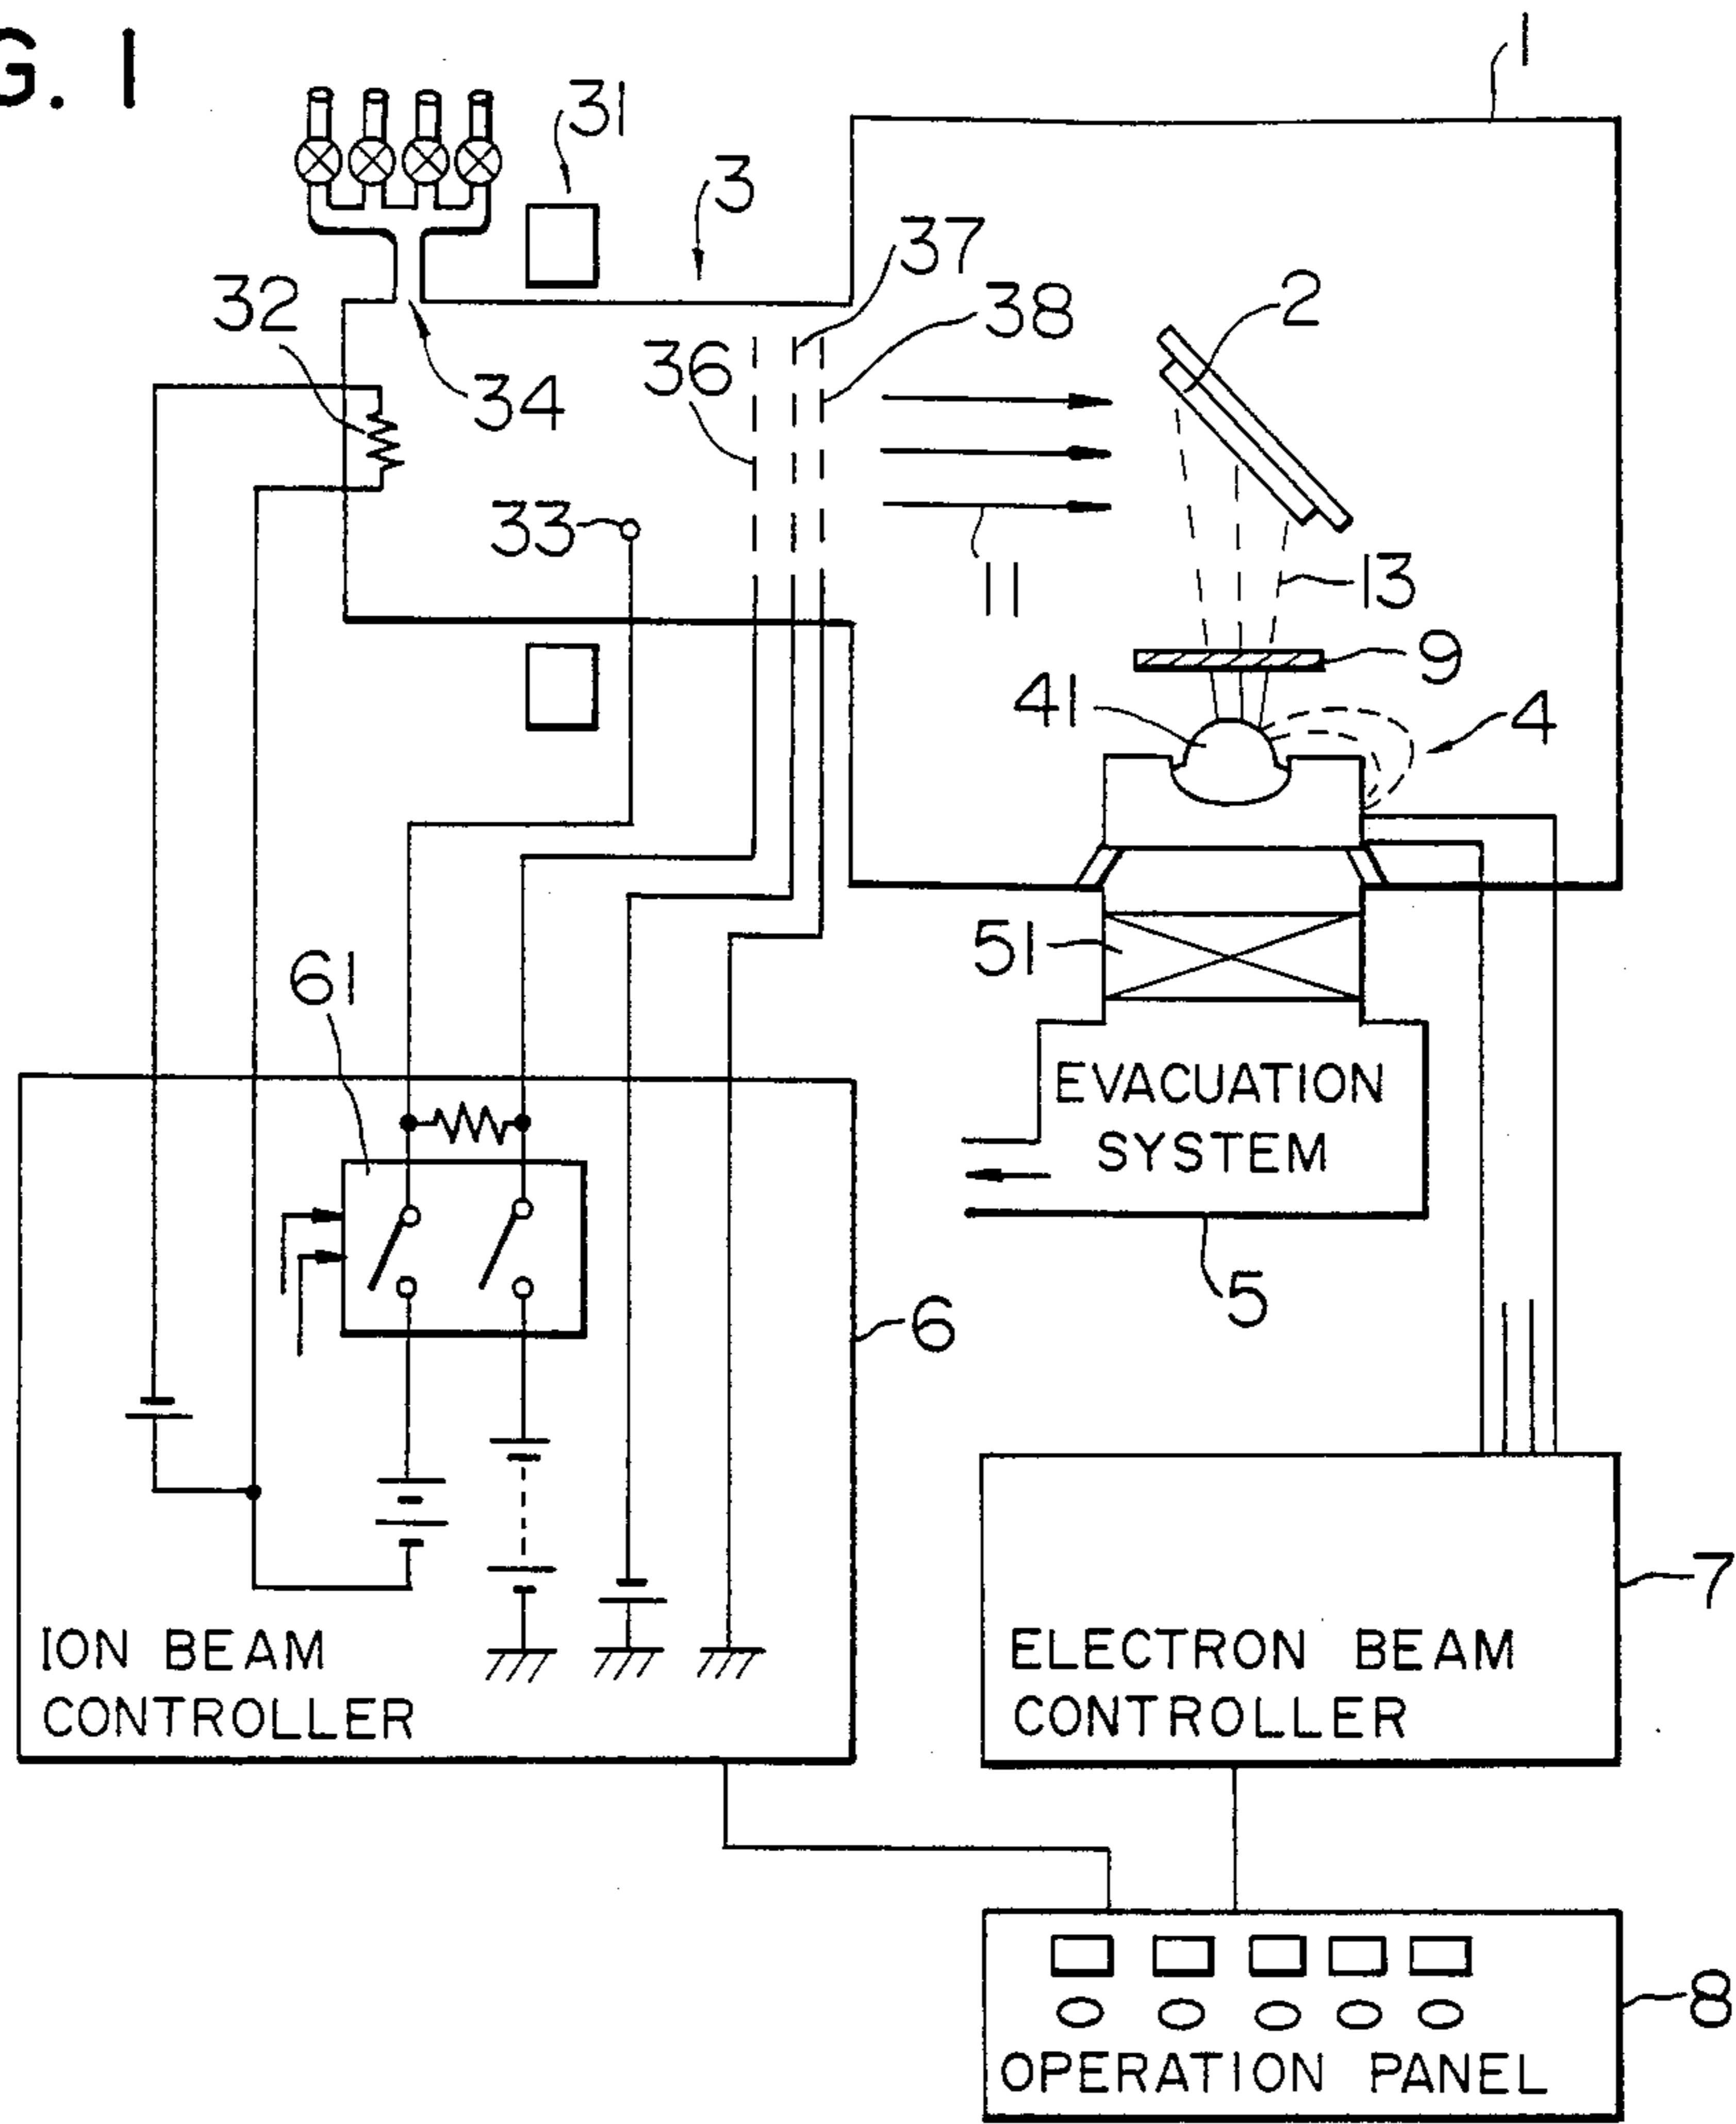 G. 1
1
31
3
37
32
38
2
36
34
33
11
13
9
41
4
51
61
EVACUATION
SYSTEM
5
6
7
ION BEAM
CONTROLLER
ELECTRON BEAM
CONTROLLER
8
OPERATION PANEL